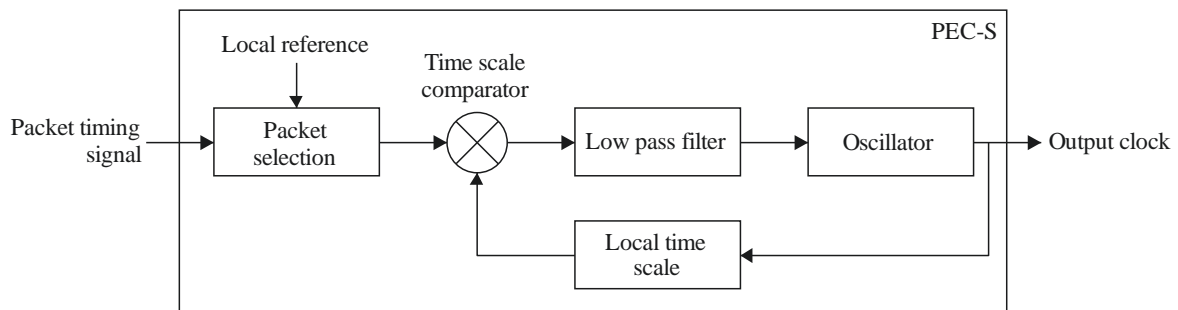 PEC-S
Local reference
Time scale
comparator
Packet timing
signal
Packet
selection
Low pass filter
Oscillator
Output clock
Local time
scale